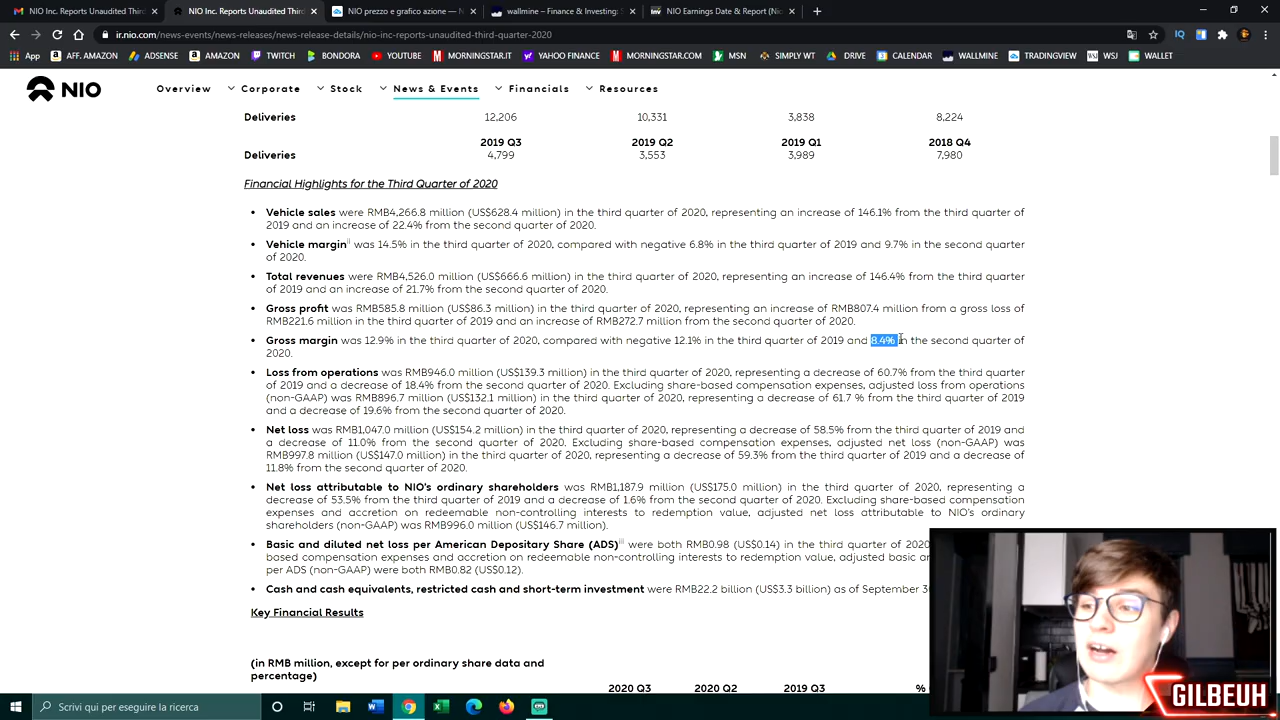 NIO Inc. Reports Unaudited Third
NIO Inc. Reports Unaudited Third
NIO prezzo e grafico azione — N
wallmine – Finance & Investing: S
NIO Earnings Date & Report (Nio
ir.nio.com/news-events/news-releases/news-release-details/nio-inc-reports-unaudited-third-quarter-2020
App
AFF. AMAZON
ADSENSE
AMAZON
TWITCH
BONDORA
YOUTUBE
MORNINGSTAR.IT
YAHOO FINANCE
MORNINGSTAR.COM
MSN
SIMPLY WT
DRIVE
CALENDAR
WALLMINE
TRADINGVIEW
WSJ
WALLET
NIO
Overview
Corporate
Stock
News & Events
Financials
Resources
Deliveries 12,206 10,331 3,838 8,224
2019 Q3 2019 Q2 2019 Q1 2018 Q4
Deliveries 4,799 3,553 3,989 7,980
Financial Highlights for the Third Quarter of 2020
• Vehicle sales were RMB4,266.8 million (US$628.4 million) in the third quarter of 2020, representing an increase of 146.1% from the third quarter of
2019 and an increase of 22.4% from the second quarter of 2020.
• Vehicle marginii was 14.5% in the third quarter of 2020, compared with negative 6.8% in the third quarter of 2019 and 9.7% in the second quarter
of 2020.
• Total revenues were RMB4,526.0 million (US$666.6 million) in the third quarter of 2020, representing an increase of 146.4% from the third quarter
of 2019 and an increase of 21.7% from the second quarter of 2020.
• Gross profit was RMB585.8 million (US$86.3 million) in the third quarter of 2020, representing an increase of RMB807.4 million from a gross loss of
RMB221.6 million in the third quarter of 2019 and an increase of RMB272.7 million from the second quarter of 2020.
• Gross margin was 12.9% in the third quarter of 2020, compared with negative 12.1% in the third quarter of 2019 and 8.4% in the second quarter of
2020.
• Loss from operations was RMB946.0 million (US$139.3 million) in the third quarter of 2020, representing a decrease of 60.7% from the third quarter
of 2019 and a decrease of 18.4% from the second quarter of 2020. Excluding share-based compensation expenses, adjusted loss from operations
(non-GAAP) was RMB896.7 million (US$132.1 million) in the third quarter of 2020, representing a decrease of 61.7 % from the third quarter of 2019
and a decrease of 19.6% from the second quarter of 2020.
• Net loss was RMB1,047.0 million (US$154.2 million) in the third quarter of 2020, representing a decrease of 58.5% from the third quarter of 2019 and
a decrease of 11.0% from the second quarter of 2020. Excluding share-based compensation expenses, adjusted net loss (non-GAAP) was
RMB997.8 million (US$147.0 million) in the third quarter of 2020, representing a decrease of 59.3% from the third quarter of 2019 and a decrease of
11.8% from the second quarter of 2020.
• Net loss attributable to NIO's ordinary shareholders was RMB1,187.9 million (US$175.0 million) in the third quarter of 2020, representing a
decrease of 53.5% from the third quarter of 2019 and a decrease of 1.6% from the second quarter of 2020. Excluding share-based compensation
expenses and accretion on redeemable non-controlling interests to redemption value, adjusted net loss attributable to NIO's ordinary
shareholders (non-GAAP) was RMB996.0 million (US$146.7 million).
• Basic and diluted net loss per American Depositary Share (ADS)iii were both RMB0.98 (US$0.14) in the third quarter of 2020
based compensation expenses and accretion on redeemable non-controlling interests to redemption value, adjusted basic an
per ADS (non-GAAP) were both RMB0.82 (US$0.12).
• Cash and cash equivalents, restricted cash and short-term investment were RMB22.2 billion (US$3.3 billion) as of September 3
Key Financial Results
(in RMB million, except for per ordinary share data and
percentage)
2020 Q3 2020 Q2 2019 Q3 %
GILBEUH
Scrivi qui per eseguire la ricerca